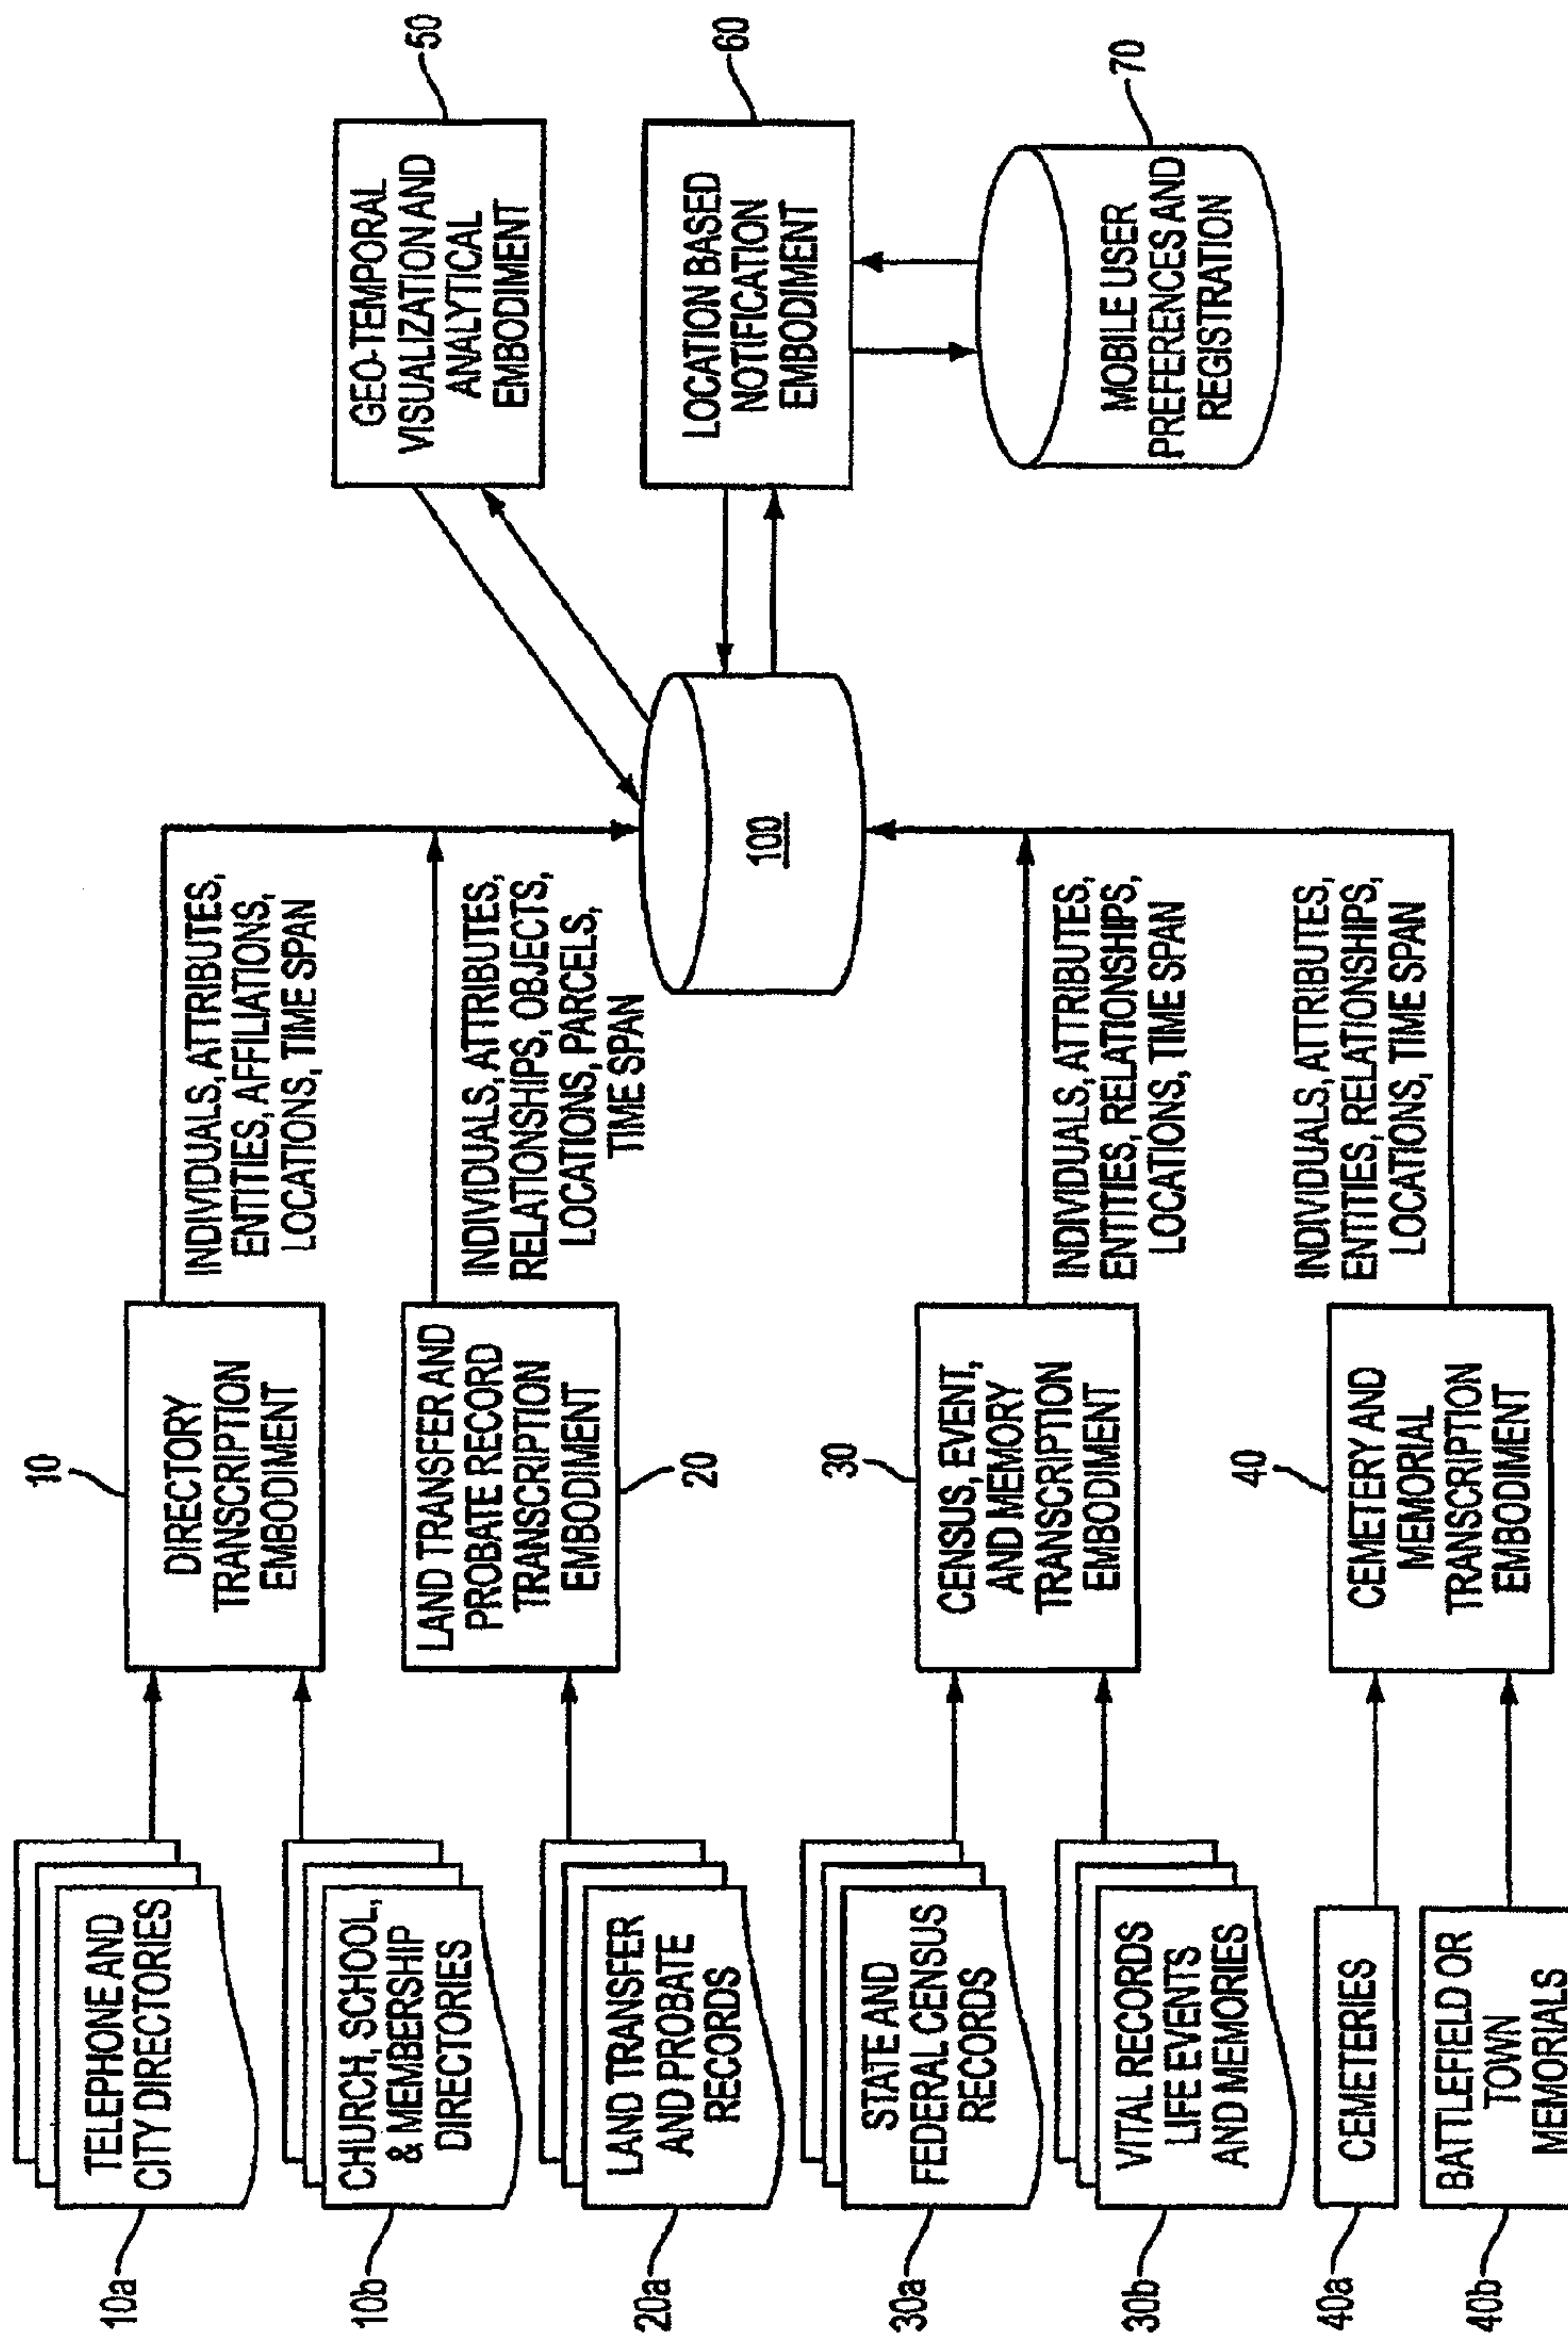 10a
TELEPHONE AND
CITY DIRECTORIES
10b
CHURCH, SCHOOL,
& MEMBERSHIP
DIRECTORIES
20a
LAND TRANSFER
AND PROBATE
RECORDS
30a
STATE AND
FEDERAL CENSUS
RECORDS
30b
VITAL RECORDS
LIFE EVENTS
AND MEMORIES
40a
CEMETERIES
40b
BATTLEFIELD OR
TOWN
MEMORIALS
10
DIRECTORY
TRANSCRIPTION
EMBODIMENT
LAND TRANSFER AND
PROBATE RECORD
TRANSCRIPTION
EMBODIMENT
20
30
CENSUS, EVENT,
AND MEMORY
TRANSCRIPTION
EMBODIMENT
40
CEMETERY AND
MEMORIAL
TRANSCRIPTION
EMBODIMENT
INDIVIDUALS, ATTRIBUTES,
ENTITIES, AFFILIATIONS,
LOCATIONS, TIME SPAN
INDIVIDUALS, ATTRIBUTES,
RELATIONSHIPS, OBJECTS,
LOCATIONS, PARCELS,
TIME SPAN
INDIVIDUALS, ATTRIBUTES,
ENTITIES, RELATIONSHIPS,
LOCATIONS, TIME SPAN
INDIVIDUALS, ATTRIBUTES,
ENTITIES, RELATIONSHIPS,
LOCATIONS, TIME SPAN
100
50
GEO-TEMPORAL
VISUALIZATION AND
ANALYTICAL
EMBODIMENT
60
LOCATION BASED
NOTIFICATION
EMBODIMENT
70
MOBILE USER
PREFERENCES AND
REGISTRATION